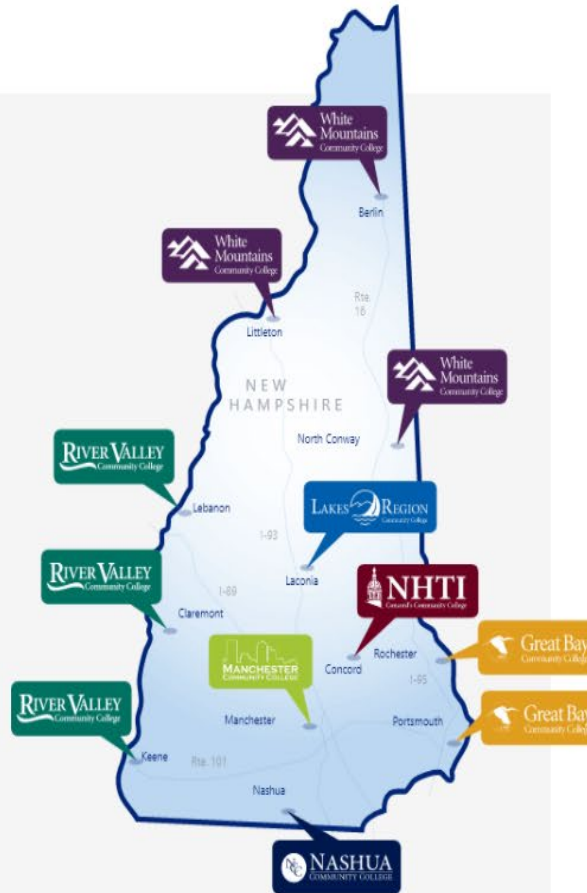 White
Mountains
Community College
Berlin
White
Mountains
Community College
Rte.
16
Littleton
White
Mountains
Community College
NEW
HAMPSHIRE
North Conway
RIVER VALLEY
Community College
Lebanon
LAKES REGION
Community College
I-93
Laconia
RIVER VALLEY
Community College
I-89
NHTI
Concord's Community College
Claremont
MANCHESTER
COMMUNITY COLLEGE
Concord
Rochester
Great Bay
Community College
I-95
RIVER VALLEY
Community College
Manchester
Portsmouth
Great Bay
Community College
Keene
Rte. 101
Nashua
NCC
NASHUA
COMMUNITY COLLEGE